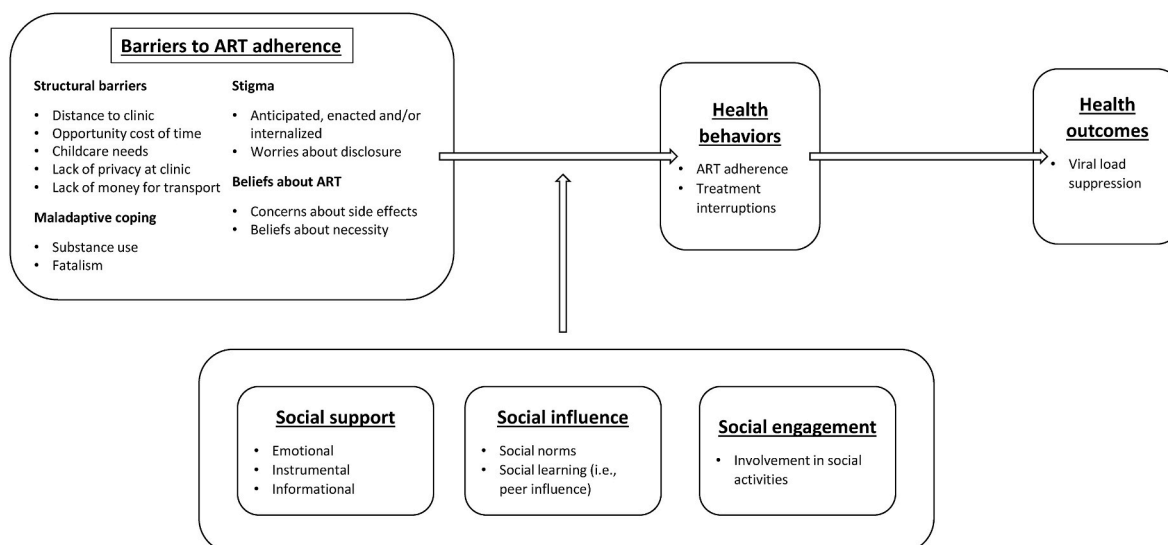 Barriers to ART adherence
Structural barriers
• Distance to clinic
• Opportunity cost of time
• Childcare needs
• Lack of privacy at clinic
• Lack of money for transport
Maladaptive coping
• Substance use
• Fatalism
Stigma
• Anticipated, enacted and/or
internalized
• Worries about disclosure
Beliefs about ART
• Concerns about side effects
• Beliefs about necessity
Health
behaviors
• ART adherence
• Treatment
interruptions
Health
outcomes
• Viral load
suppression
Social support
• Emotional
• Instrumental
• Informational
Social influence
• Social norms
• Social learning (i.e.,
peer influence)
Social engagement
• Involvement in social
activities